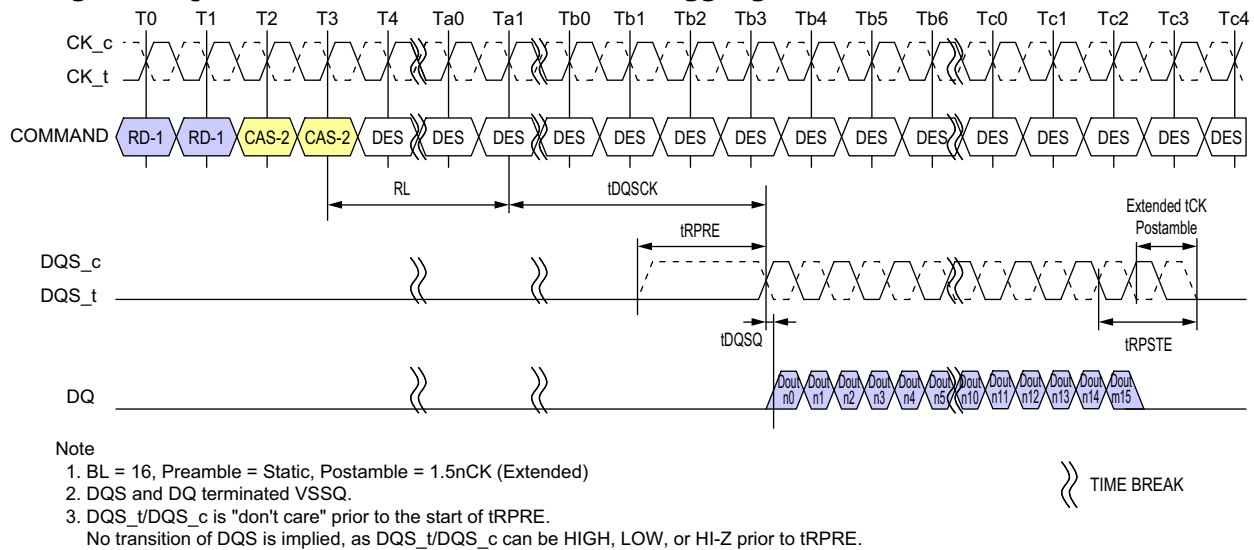 T0 T1 T2 T3 T4 Ta0 Ta1 Tb0 Tb1 Tb2 Tb3 Tb4 Tb5 Tb6 Tc0 Tc1 Tc2 Tc3 Tc4
CK_c
CK_t
COMMAND RD-1 RD-1 CAS-2 CAS-2 DES DES DES DES DES DES DES DES DES DES DES DES DES DES DES
RL tDQSCK
Extended tCK
Postamble
tRPRE
DQS_c
DQS_t
tDQSQ
tRPSTE
DQ
Dout n0 Dout n1 Dout n2 Dout n3 Dout n4 Dout n5 Dout n10 Dout n11 Dout n12 Dout n13 Dout n14 Dout m15
Note
1. BL = 16, Preamble = Static, Postamble = 1.5nCK (Extended)
2. DQS and DQ terminated VSSQ.
3. DQS_t/DQS_c is "don't care" prior to the start of tRPRE.
No transition of DQS is implied, as DQS_t/DQS_c can be HIGH, LOW, or HI-Z prior to tRPRE.
TIME BREAK